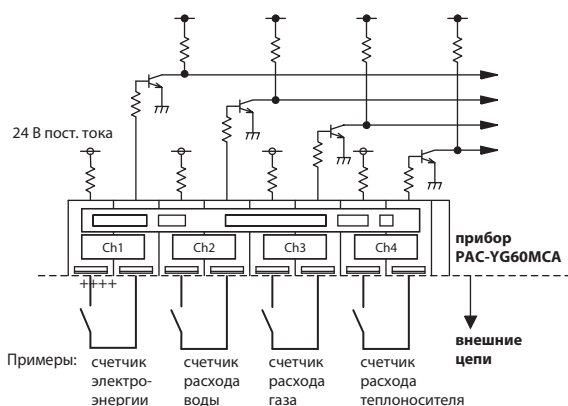 24 В пост. тока
Ch1 Ch2 Ch3 Ch4
прибор
PAC-YG60MCA
++++
внешние
цепи
Примеры: счетчик счетчик счетчик счетчик
электро- расхода расхода расхода
энергии воды газа теплоносителя